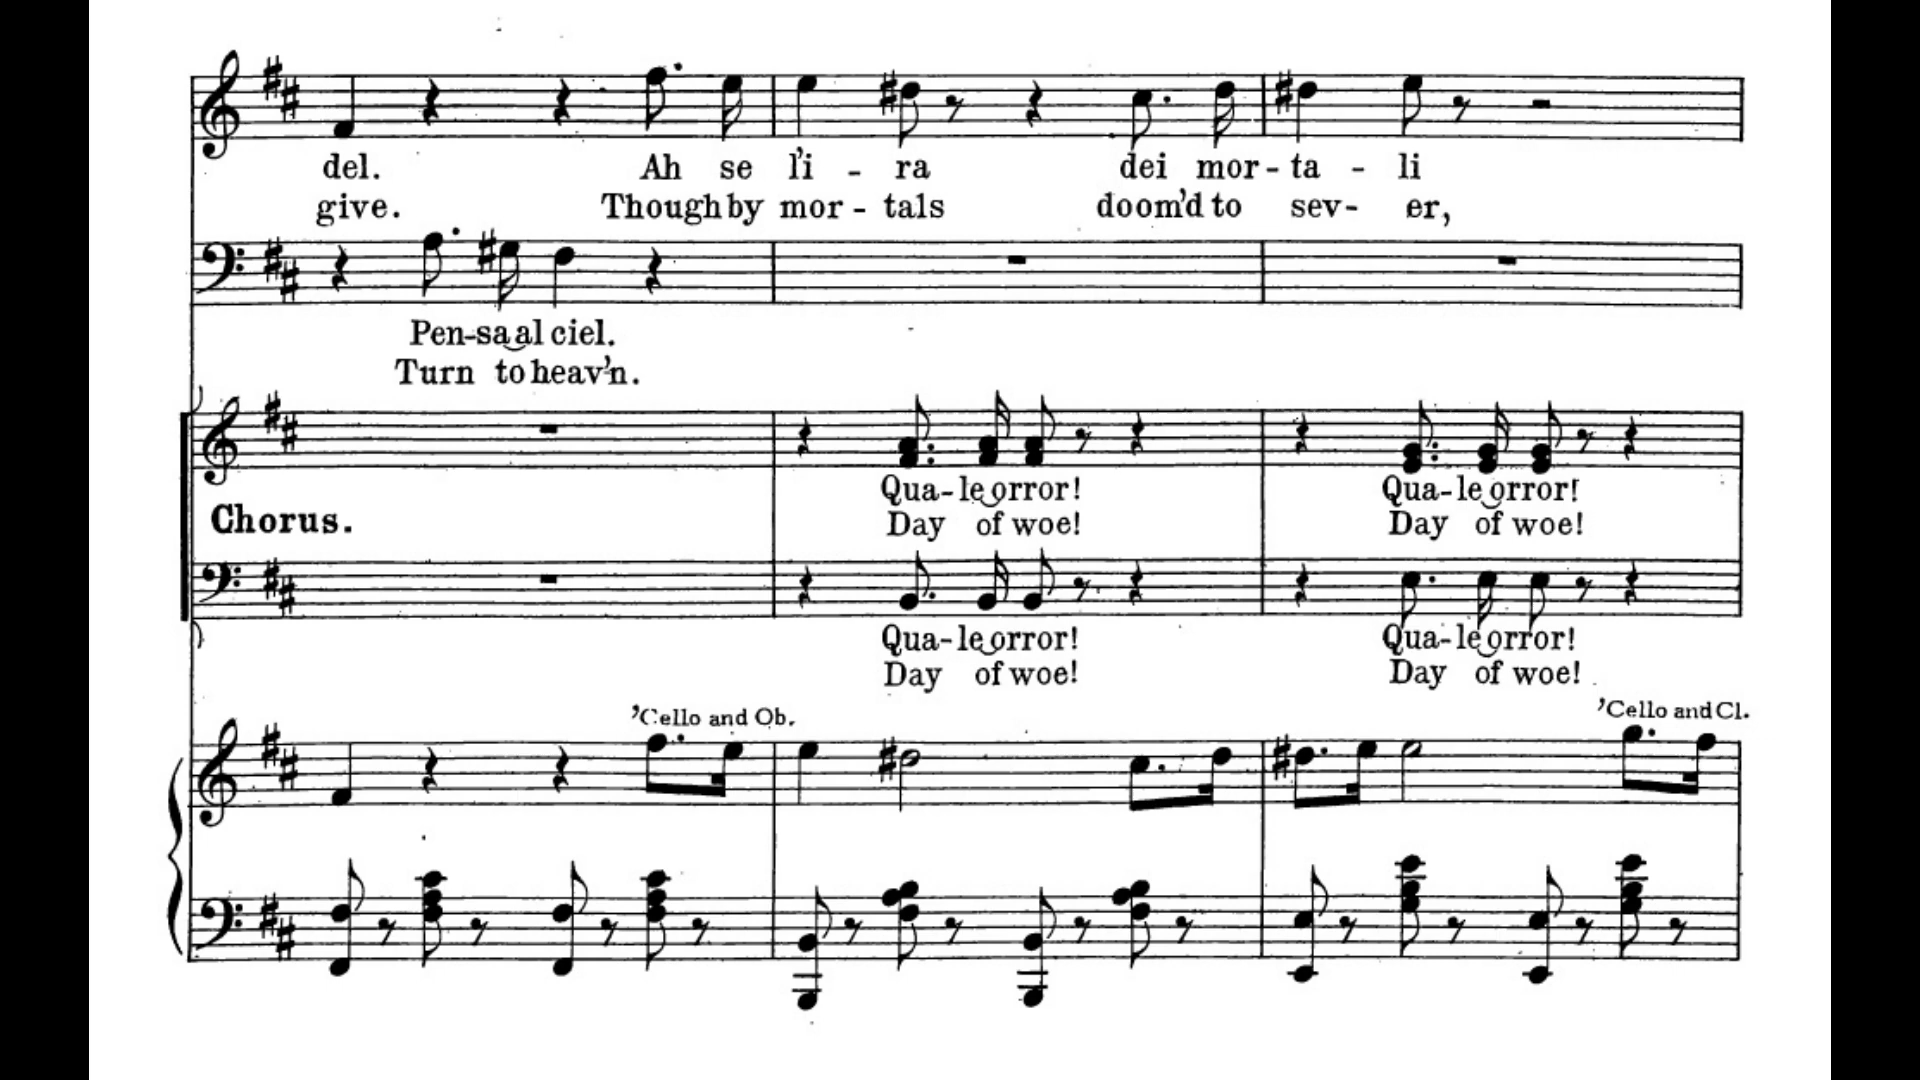 del. Ah se l'i - ra dei mor - ta - li
give. Though by mor - tals doom'd to sev - er,
Pen-sa al ciel.
Turn to heav'n.
Qua-le orror! Qua-le orror!
Chorus.
Day of woe! Day of woe!
Qua-le orror! Qua-le orror!
Day of woe! Day of woe!
'Cello and Ob. 'Cello and Cl.